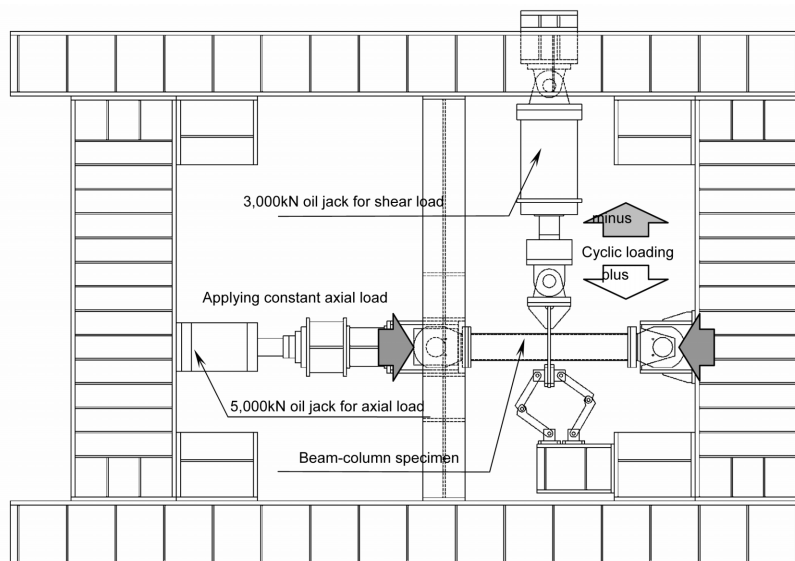 3,000kN oil jack for shear load
minus
Cyclic loading
plus
Applying constant axial load
5,000kN oil jack for axial load
Beam-column specimen